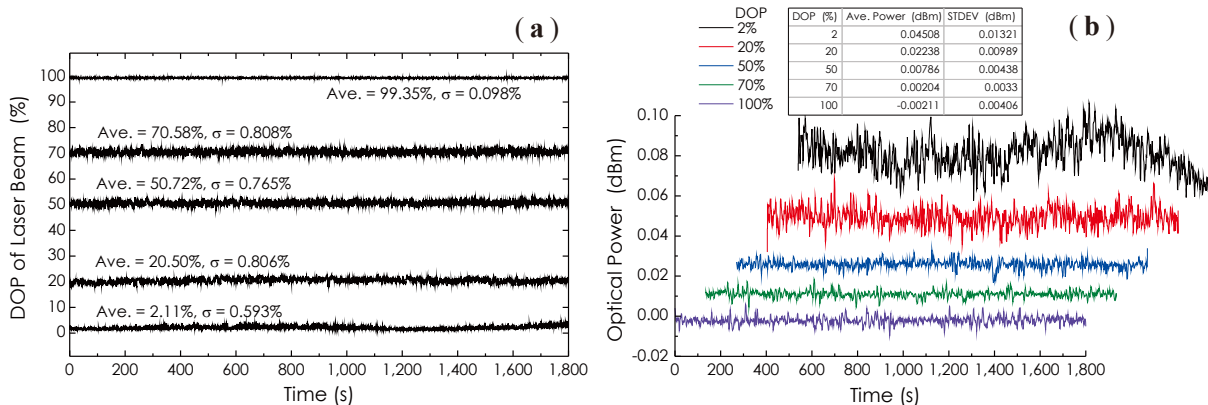 ( a )
DOP of Laser Beam (%)
100
90
80
70
60
50
40
30
20
10
0
Ave. = 99.35%, σ = 0.098%
Ave. = 70.58%, σ = 0.808%
Ave. = 50.72%, σ = 0.765%
Ave. = 20.50%, σ = 0.806%
Ave. = 2.11%, σ = 0.593%
0 200 400 600 800 1,000 1,200 1,400 1,600 1,800
Time (s)
( b )
DOP
2%
20%
50%
70%
100%
DOP (%) Ave. Power (dBm) STDEV (dBm)
2 0.04508 0.01321
20 0.02238 0.00989
50 0.00786 0.00438
70 0.00204 0.0033
100 -0.00211 0.00406
Optical Power (dBm)
0.10
0.08
0.06
0.04
0.02
0.00
-0.02
0 200 400 600 800 1,000 1,200 1,400 1,600 1,800
Time (s)